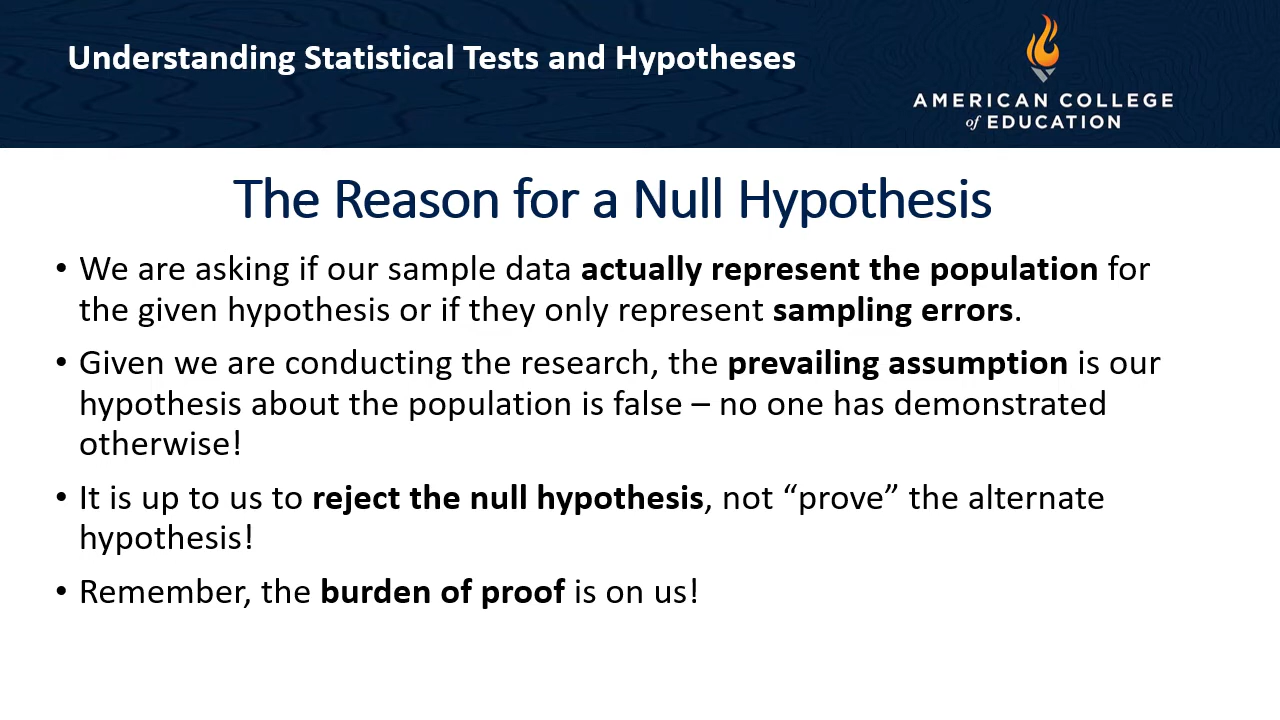 Understanding Statistical Tests and Hypotheses
AMERICAN COLLEGE
of EDUCATION
The Reason for a Null Hypothesis
• We are asking if our sample data actually represent the population for
the given hypothesis or if they only represent sampling errors.
• Given we are conducting the research, the prevailing assumption is our
hypothesis about the population is false – no one has demonstrated
otherwise!
• It is up to us to reject the null hypothesis, not “prove” the alternate
hypothesis!
• Remember, the burden of proof is on us!